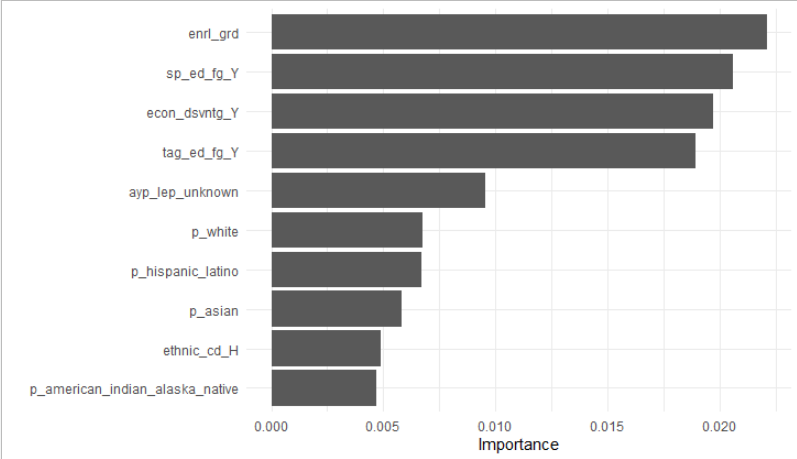 enrl_grd
sp_ed_fg_Y
econ_dsvntg_Y
tag_ed_fg_Y
ayp_lep_unknown
p_white
p_hispanic_latino
p_asian
ethnic_cd_H
p_american_indian_alaska_native
0.000 0.005 0.010 0.015 0.020
Importance